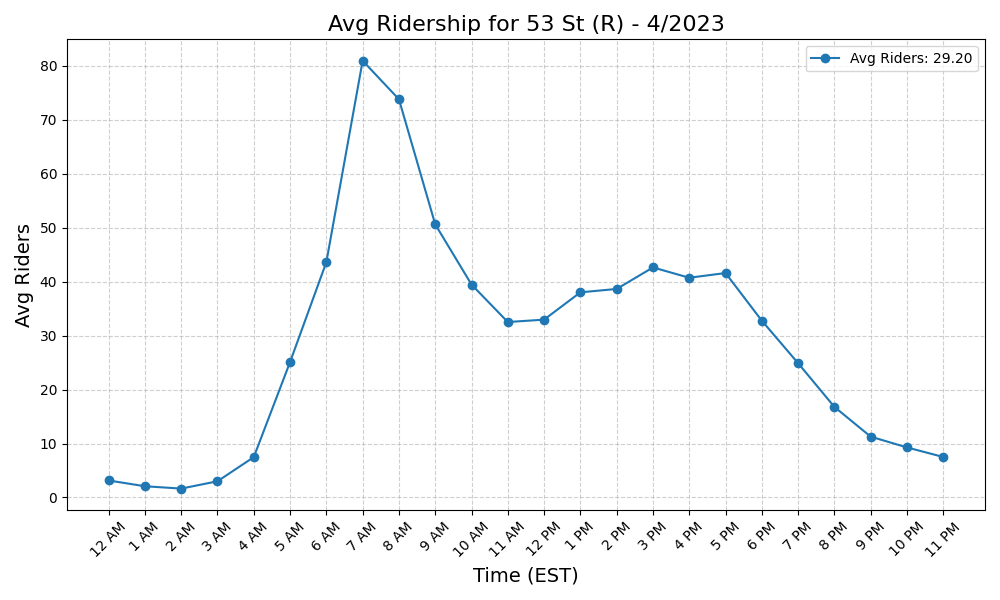 Avg Ridership for 53 St (R) - 4/2023
Avg Riders: 29.20
Avg Riders
80
70
60
50
40
30
20
10
0
12 AM
1 AM
2 AM
3 AM
4 AM
5 AM
6 AM
7 AM
8 AM
9 AM
10 AM
11 AM
12 PM
1 PM
2 PM
3 PM
4 PM
5 PM
6 PM
7 PM
8 PM
9 PM
10 PM
11 PM
Time (EST)